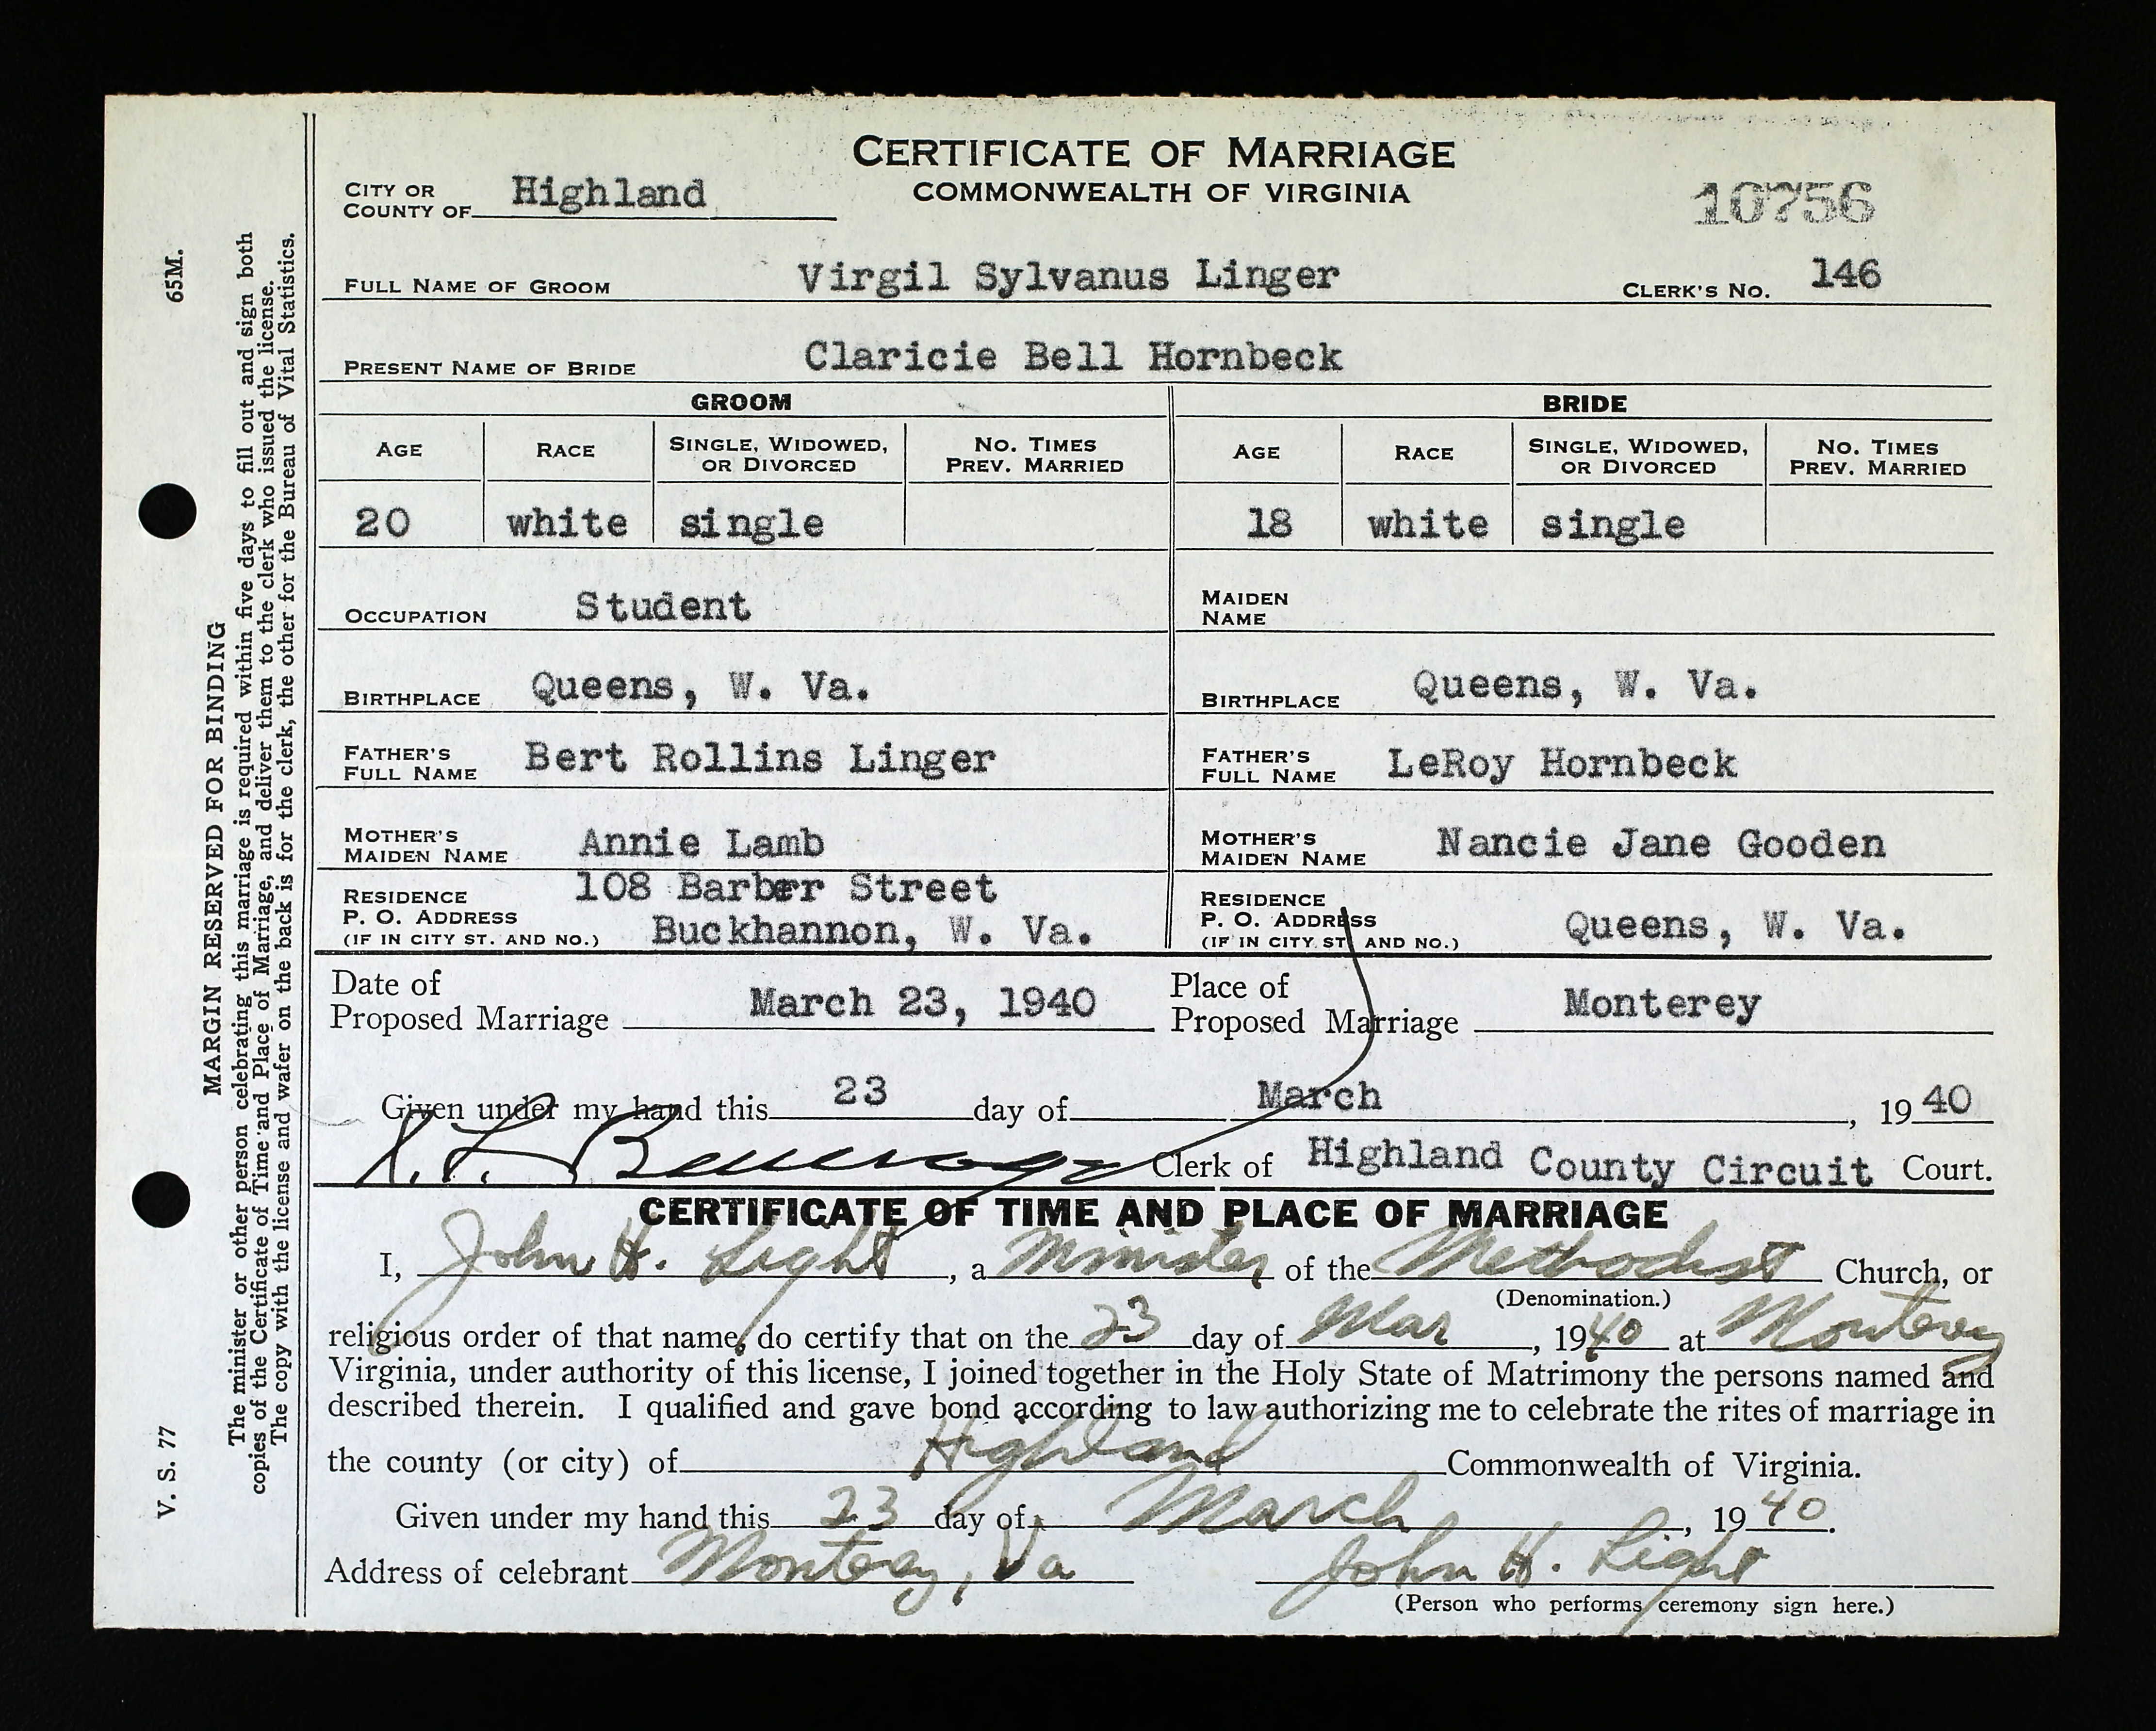 CERTIFICATE OF MARRIAGE
COMMONWEALTH OF VIRGINIA
CITY OR COUNTY OF Highland
10756
FULL NAME OF GROOM Virgil Sylvanus Linger CLERK'S NO. 146
PRESENT NAME OF BRIDE Claricie Bell Hornbeck
GROOM BRIDE
AGE RACE SINGLE, WIDOWED, OR DIVORCED NO. TIMES PREV. MARRIED AGE RACE SINGLE, WIDOWED, OR DIVORCED NO. TIMES PREV. MARRIED
20 white single 18 white single
OCCUPATION Student MAIDEN NAME
BIRTHPLACE Queens, W. Va. BIRTHPLACE Queens, W. Va.
FATHER'S FULL NAME Bert Rollins Linger FATHER'S FULL NAME LeRoy Hornbeck
MOTHER'S MAIDEN NAME Annie Lamb MOTHER'S MAIDEN NAME Nancie Jane Gooden
RESIDENCE P. O. ADDRESS (IF IN CITY ST. AND NO.) 108 Street Buckhannon, W. Va. RESIDENCE P. O. ADDRESS (IF IN CITY ST. AND NO.) Queens, W. Va.
Date of Proposed Marriage March 23, 1940 Place of Proposed Marriage Monterey
Given under my hand this 23 day of March, 1940
Beverage Clerk of Highland County Circuit Court.
CERTIFICATE OF TIME AND PLACE OF MARRIAGE
I, John H. Light, a Minister of the Methodist Church, or
(Denomination.)
religious order of that name, do certify that on the 23 day of Mar, 1940 at Monterey
Virginia, under authority of this license, I joined together in the Holy State of Matrimony the persons named and
described therein. I qualified and gave bond according to law authorizing me to celebrate the rites of marriage in
the county (or city) of Highland Commonwealth of Virginia.
Given under my hand this 23 day of March, 1940.
Address of celebrant Monterey, Va John H. Light
(Person who performs ceremony sign here.)
V. S. 77 65M.
MARGIN RESERVED FOR BINDING
The minister or other person celebrating this marriage is required within five days to fill out and sign both
copies of the Certificate of Time and Place of Marriage, and deliver them to the clerk who issued the license.
The copy with the license and wafer on the back is for the clerk, the other for the Bureau of Vital Statistics.